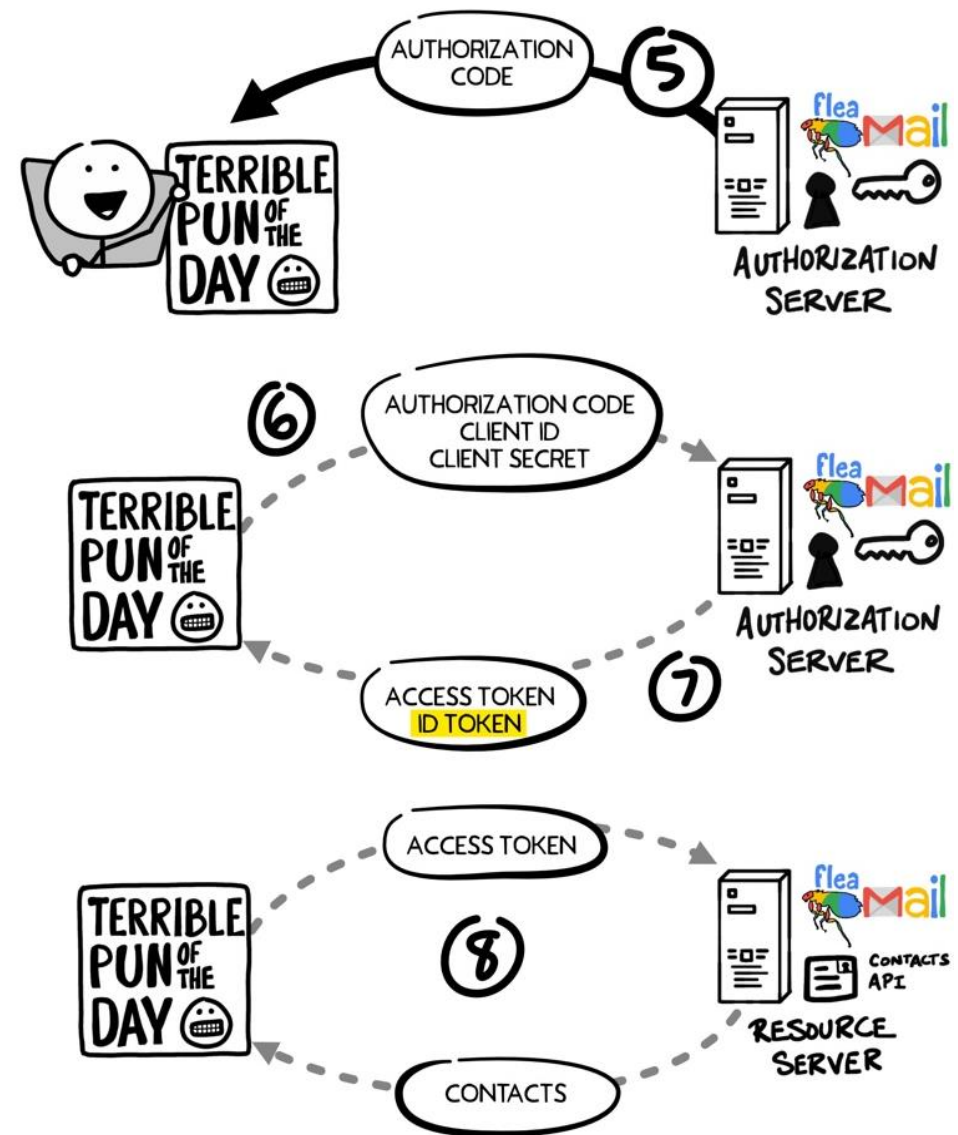 AUTHORIZATION
CODE
5
flea
Mail
TERRIBLE
PUN OF THE
DAY
AUTHORIZATION
SERVER
6
AUTHORIZATION CODE
CLIENT ID
CLIENT SECRET
flea
Mail
TERRIBLE
PUN OF THE
DAY
AUTHORIZATION
SERVER
7
ACCESS TOKEN
ID TOKEN
ACCESS TOKEN
flea
Mail
TERRIBLE
PUN OF THE
DAY
8
CONTACTS
API
RESOURCE
SERVER
CONTACTS